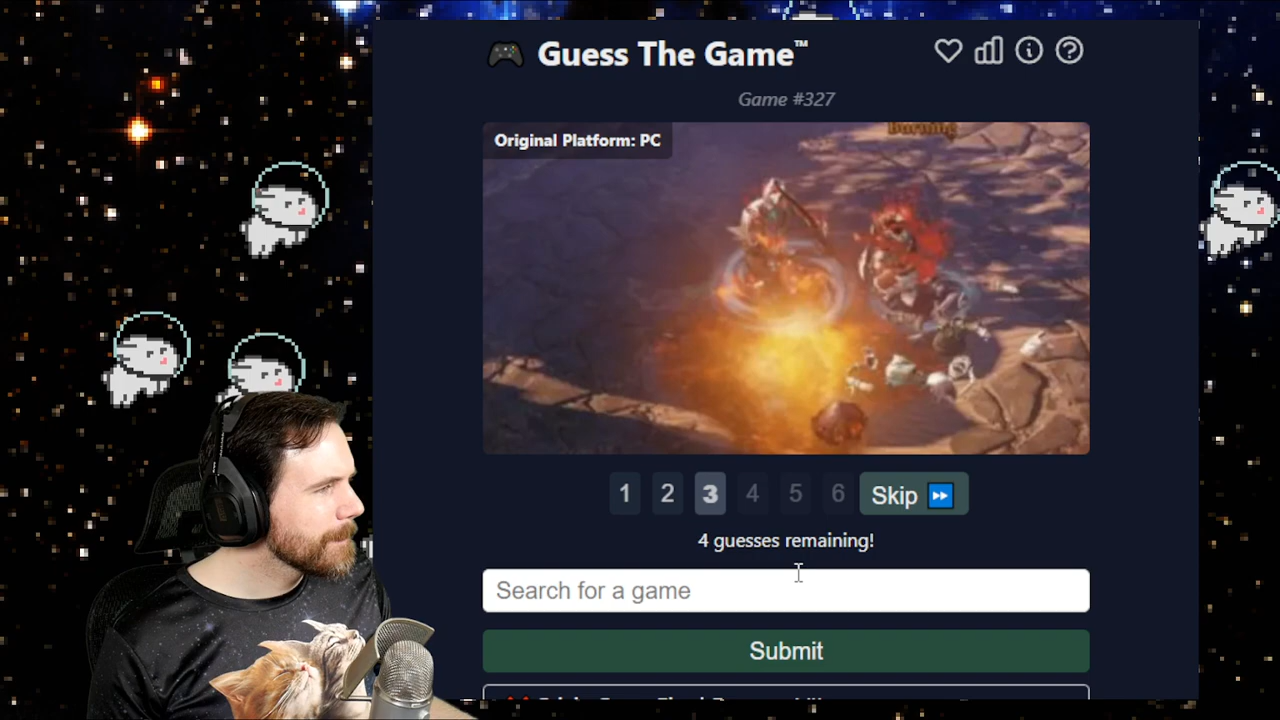 Guess The Game™
Game #327
Original Platform: PC
Burning
1 2 3 4 5 6 Skip
4 guesses remaining!
Search for a game
Submit